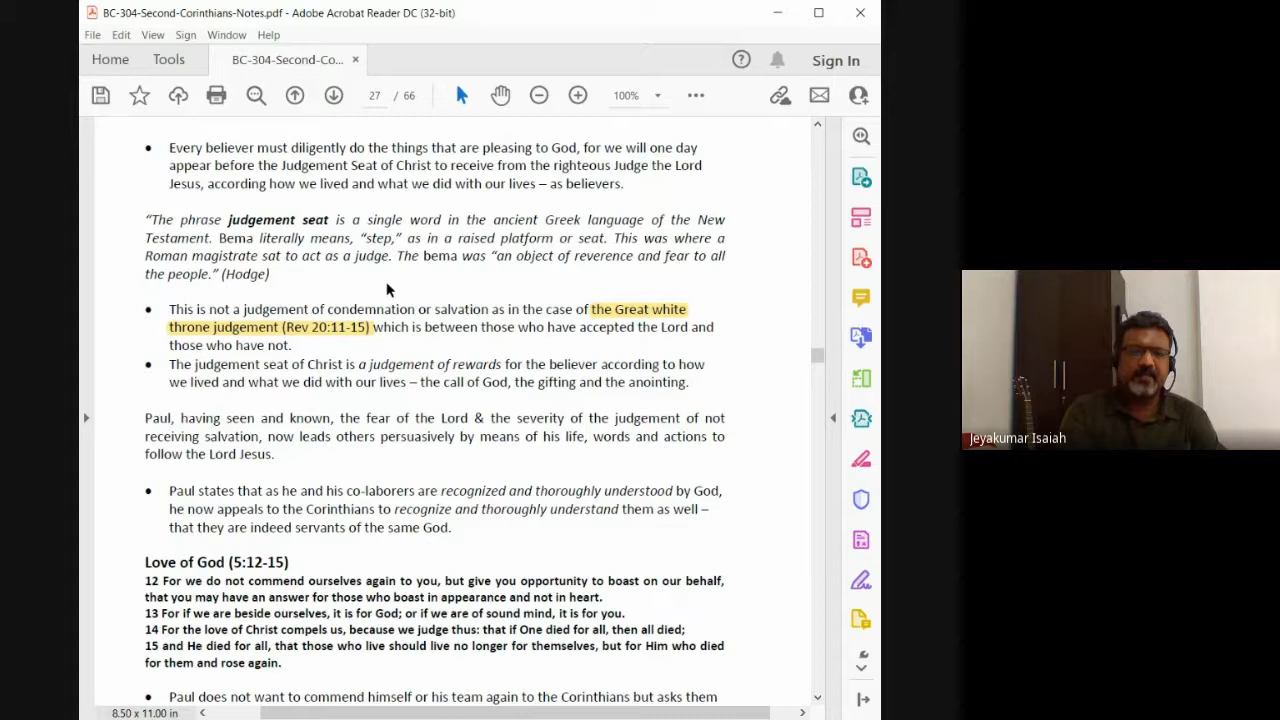 BC-304-Second-Corinthians-Notes.pdf - Adobe Acrobat Reader DC (32-bit)
File Edit View Sign Window Help
Home Tools BC-304-Second-Co... ×
Sign In
27 / 66
100%
• Every believer must diligently do the things that are pleasing to God, for we will one day
appear before the Judgement Seat of Christ to receive from the righteous Judge the Lord
Jesus, according how we lived and what we did with our lives – as believers.
“The phrase judgement seat is a single word in the ancient Greek language of the New
Testament. Bema literally means, “step,” as in a raised platform or seat. This was where a
Roman magistrate sat to act as a judge. The bema was “an object of reverence and fear to all
the people.” (Hodge)
• This is not a judgement of condemnation or salvation as in the case of the Great white
throne judgement (Rev 20:11-15) which is between those who have accepted the Lord and
those who have not.
• The judgement seat of Christ is a judgement of rewards for the believer according to how
we lived and what we did with our lives – the call of God, the gifting and the anointing.
Paul, having seen and known, the fear of the Lord & the severity of the judgement of not
receiving salvation, now leads others persuasively by means of his life, words and actions to
follow the Lord Jesus.
• Paul states that as he and his co-laborers are recognized and thoroughly understood by God,
he now appeals to the Corinthians to recognize and thoroughly understand them as well –
that they are indeed servants of the same God.
Love of God (5:12-15)
12 For we do not commend ourselves again to you, but give you opportunity to boast on our behalf,
that you may have an answer for those who boast in appearance and not in heart.
13 For if we are beside ourselves, it is for God; or if we are of sound mind, it is for you.
14 For the love of Christ compels us, because we judge thus: that if One died for all, then all died;
15 and He died for all, that those who live should live no longer for themselves, but for Him who died
for them and rose again.
• Paul does not want to commend himself or his team again to the Corinthians but asks them
8.50 x 11.00 in
Jeyakumar Isaiah